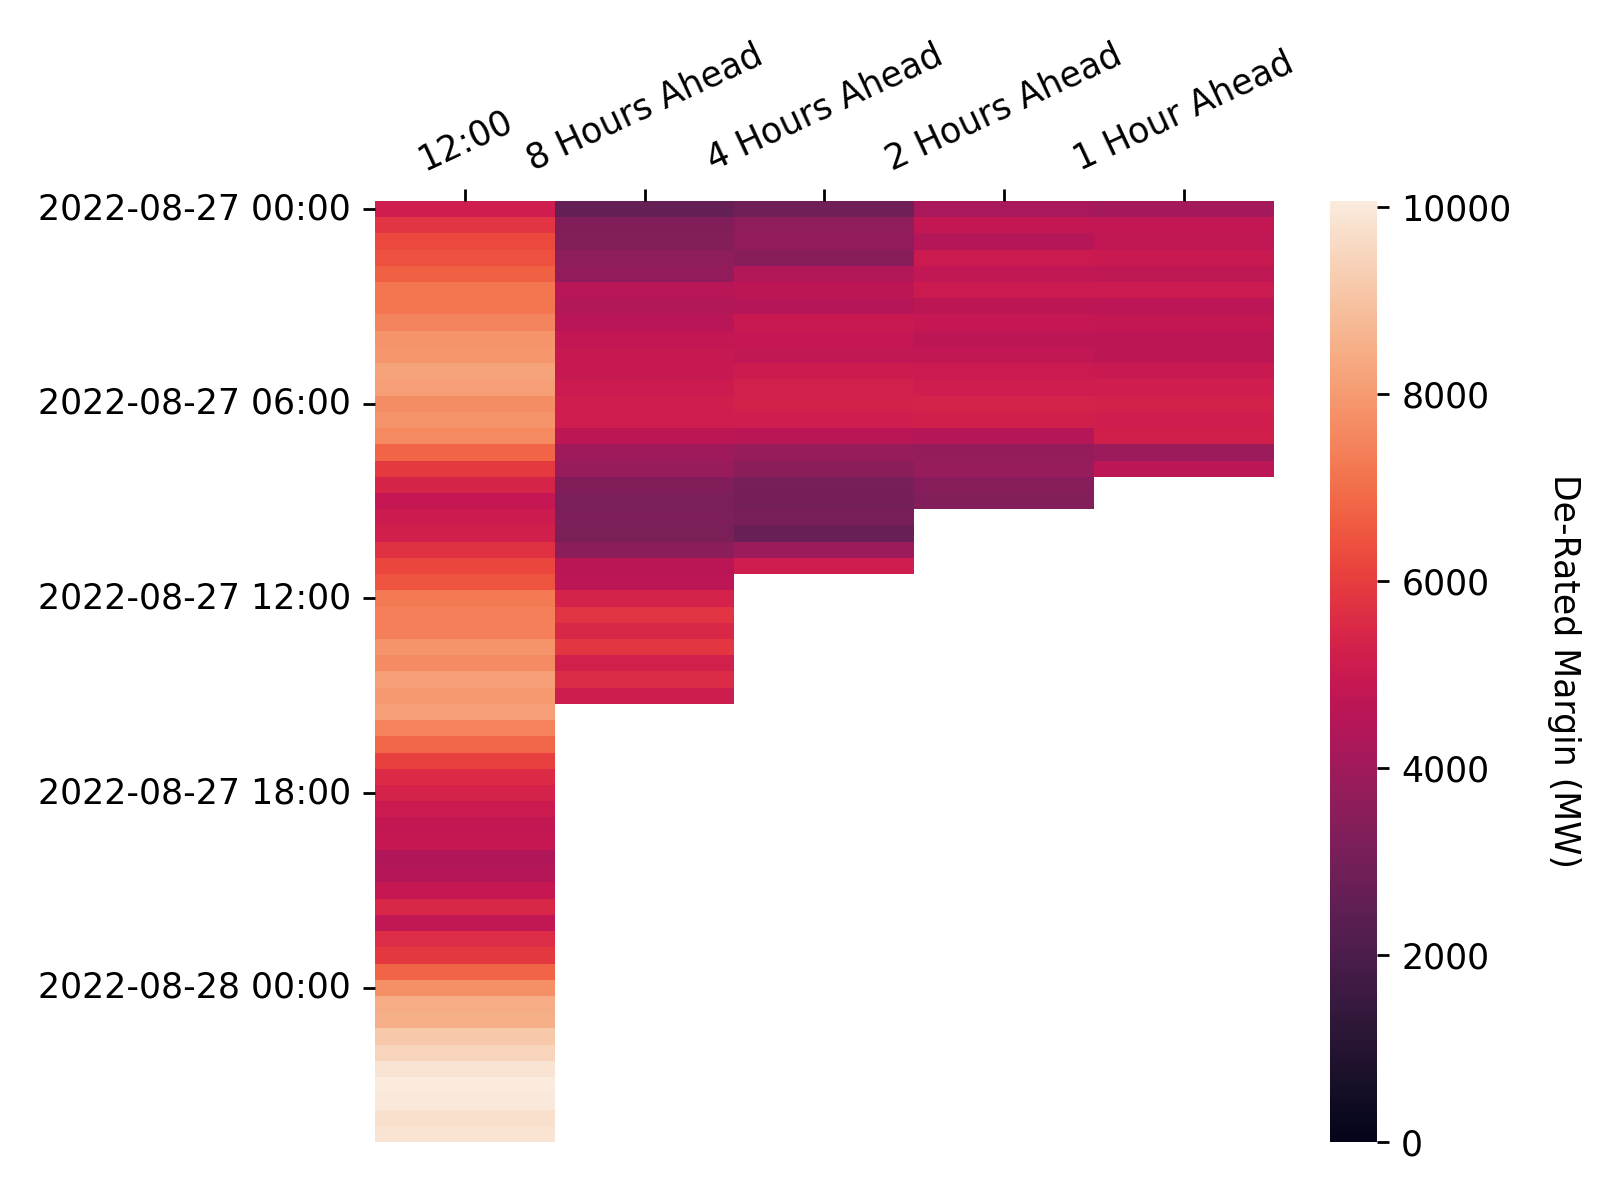 12:00
8 Hours Ahead
4 Hours Ahead
2 Hours Ahead
1 Hour Ahead
2022-08-27 00:00
2022-08-27 06:00
2022-08-27 12:00
2022-08-27 18:00
2022-08-28 00:00
10000
8000
6000
4000
2000
0
De-Rated Margin (MW)